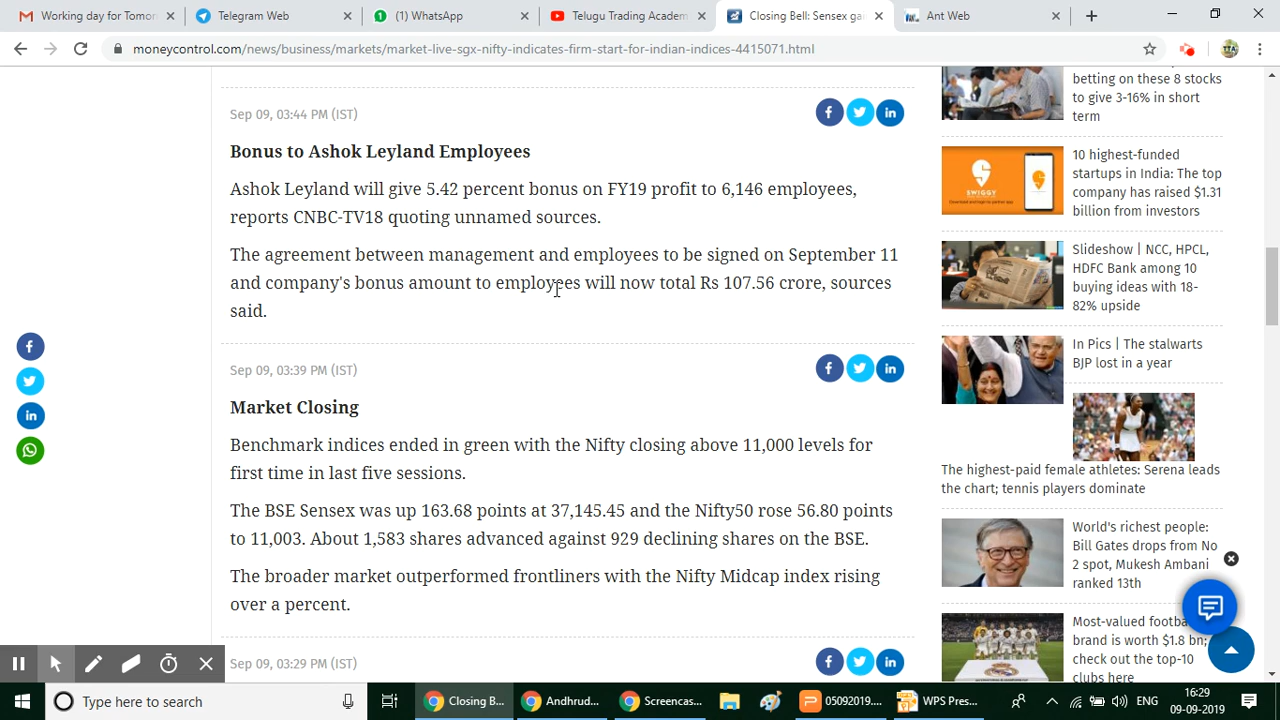 Working day for Tomor
Telegram Web
(1) WhatsApp
Telugu Trading Academ
Closing Bell: Sensex ga
Ant Web
moneycontrol.com/news/business/markets/market-live-sgx-nifty-indicates-firm-start-for-indian-indices-4415071.html
Sep 09, 03:44 PM (IST)
Bonus to Ashok Leyland Employees
Ashok Leyland will give 5.42 percent bonus on FY19 profit to 6,146 employees,
reports CNBC-TV18 quoting unnamed sources.
The agreement between management and employees to be signed on September 11
and company's bonus amount to employees will now total Rs 107.56 crore, sources
said.
Sep 09, 03:39 PM (IST)
Market Closing
Benchmark indices ended in green with the Nifty closing above 11,000 levels for
first time in last five sessions.
The BSE Sensex was up 163.68 points at 37,145.45 and the Nifty50 rose 56.80 points
to 11,003. About 1,583 shares advanced against 929 declining shares on the BSE.
The broader market outperformed frontliners with the Nifty Midcap index rising
over a percent.
Sep 09, 03:29 PM (IST)
betting on these 8 stocks
to give 3-16% in short
term
SWIGGY
10 highest-funded
startups in India: The top
company has raised $1.31
billion from investors
Slideshow | NCC, HPCL,
HDFC Bank among 10
buying ideas with 18-
82% upside
In Pics | The stalwarts
BJP lost in a year
The highest-paid female athletes: Serena leads
the chart; tennis players dominate
World's richest people:
Bill Gates drops from No
2 spot, Mukesh Ambani
ranked 13th
Most-valued footba
brand is worth $1.8 bn;
check out the top-10
clubs here
Type here to search
Closing B...
Andhrud...
Screencas...
05092019....
WPS Pres...
ENG
16:29
09-09-2019